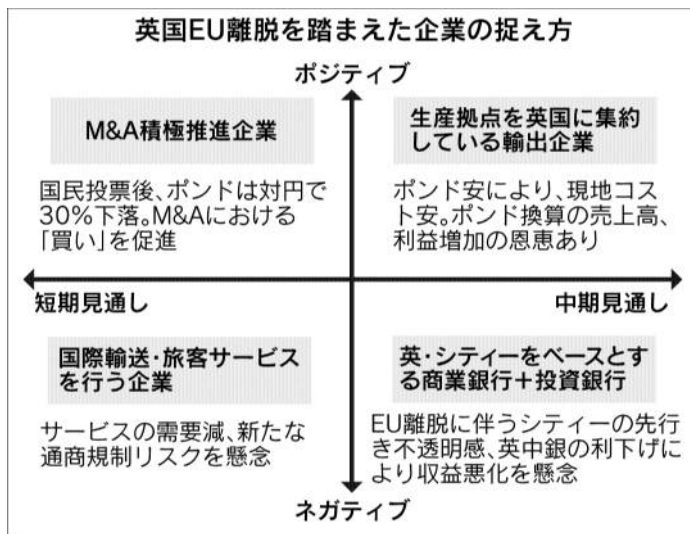 英国EU離脱を踏まえた企業の捉え方
ポジティブ
M&A積極推進企業
国民投票後、ポンドは対円で
30%下落。M&Aにおける
「買い」を促進
生産拠点を英国に集約
している輸出企業
ポンド安により、現地コス
ト安。ポンド換算の売上高、
利益増加の恩恵あり
短期見通し
中期見通し
国際輸送・旅客サービス
を行う企業
サービスの需要減、新たな
通商規制リスクを懸念
英・シティーをベースとす
る商業銀行+投資銀行
EU離脱に伴うシティーの先行
き不透明感、英中銀の利下げに
より収益悪化を懸念
ネガティブ